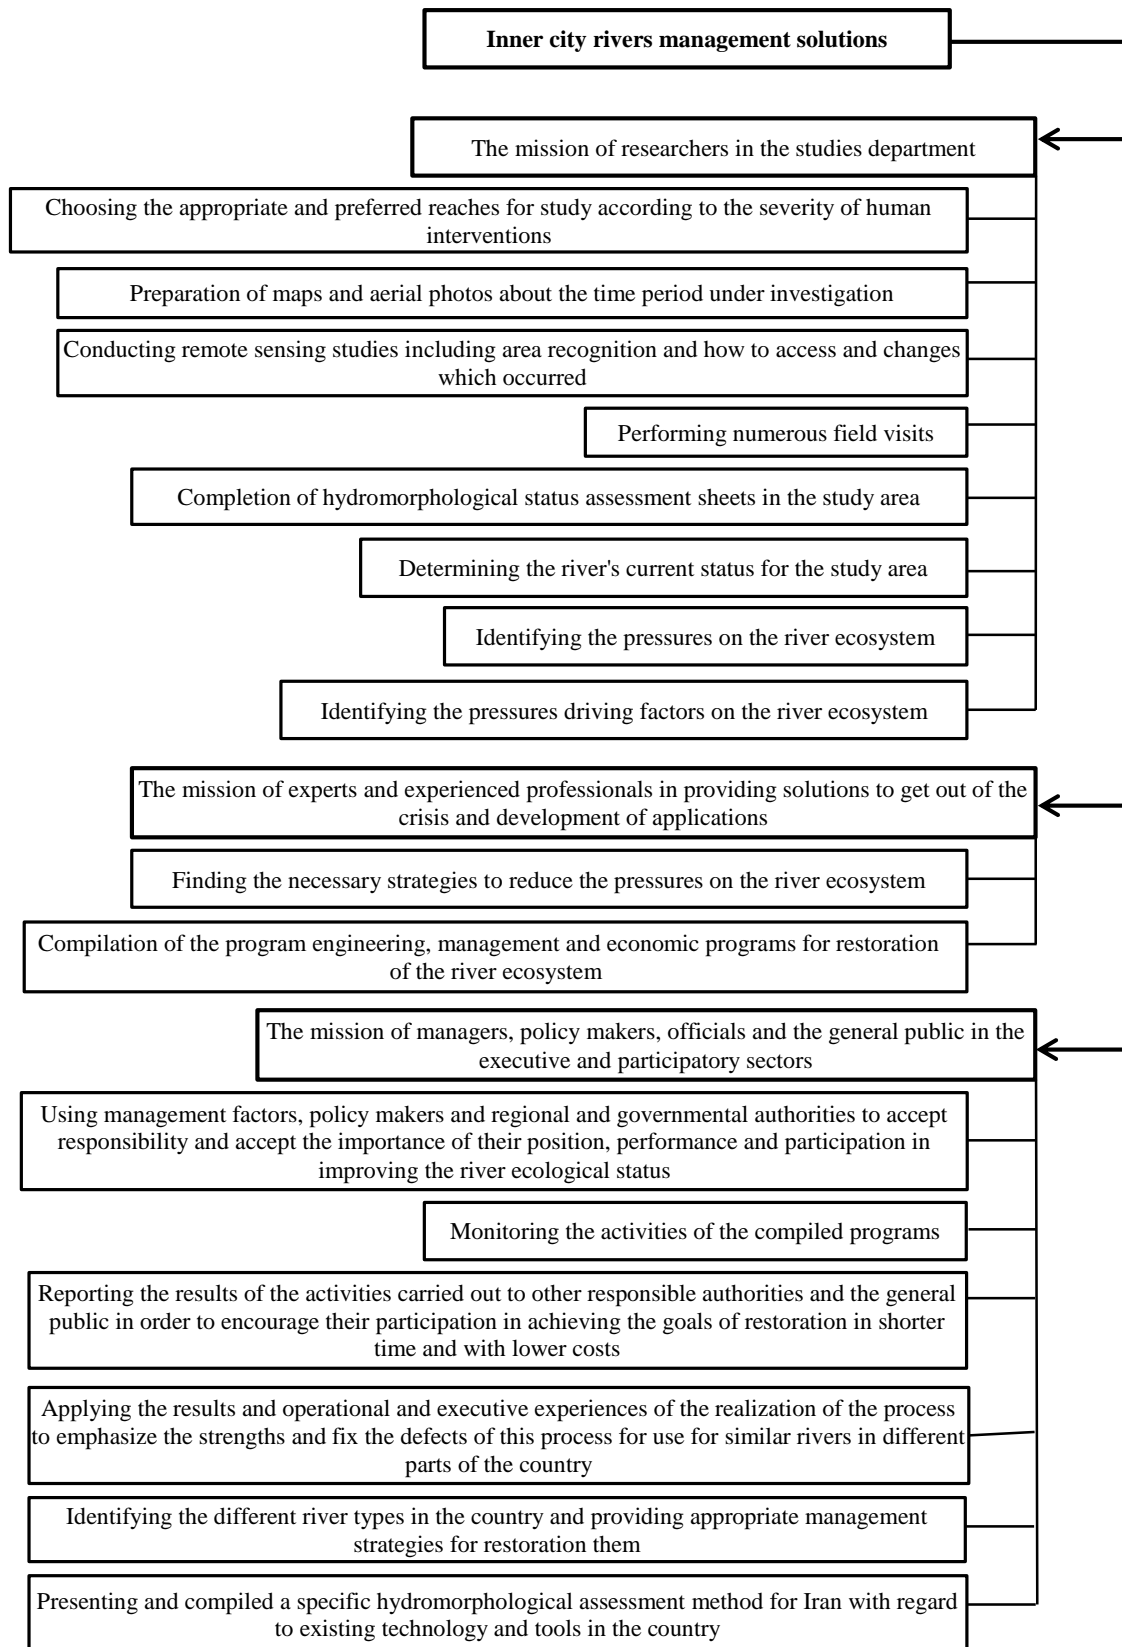 Inner city rivers management solutions
The mission of researchers in the studies department
Choosing the appropriate and preferred reaches for study according to the severity of human
interventions
Preparation of maps and aerial photos about the time period under investigation
Conducting remote sensing studies including area recognition and how to access and changes
which occurred
Performing numerous field visits
Completion of hydromorphological status assessment sheets in the study area
Determining the river's current status for the study area
Identifying the pressures on the river ecosystem
Identifying the pressures driving factors on the river ecosystem
The mission of experts and experienced professionals in providing solutions to get out of the
crisis and development of applications
Finding the necessary strategies to reduce the pressures on the river ecosystem
Compilation of the program engineering, management and economic programs for restoration
of the river ecosystem
The mission of managers, policy makers, officials and the general public in the
executive and participatory sectors
Using management factors, policy makers and regional and governmental authorities to accept
responsibility and accept the importance of their position, performance and participation in
improving the river ecological status
Monitoring the activities of the compiled programs
Reporting the results of the activities carried out to other responsible authorities and the general
public in order to encourage their participation in achieving the goals of restoration in shorter
time and with lower costs
Applying the results and operational and executive experiences of the realization of the process
to emphasize the strengths and fix the defects of this process for use for similar rivers in different
parts of the country
Identifying the different river types in the country and providing appropriate management
strategies for restoration them
Presenting and compiled a specific hydromorphological assessment method for Iran with regard
to existing technology and tools in the country